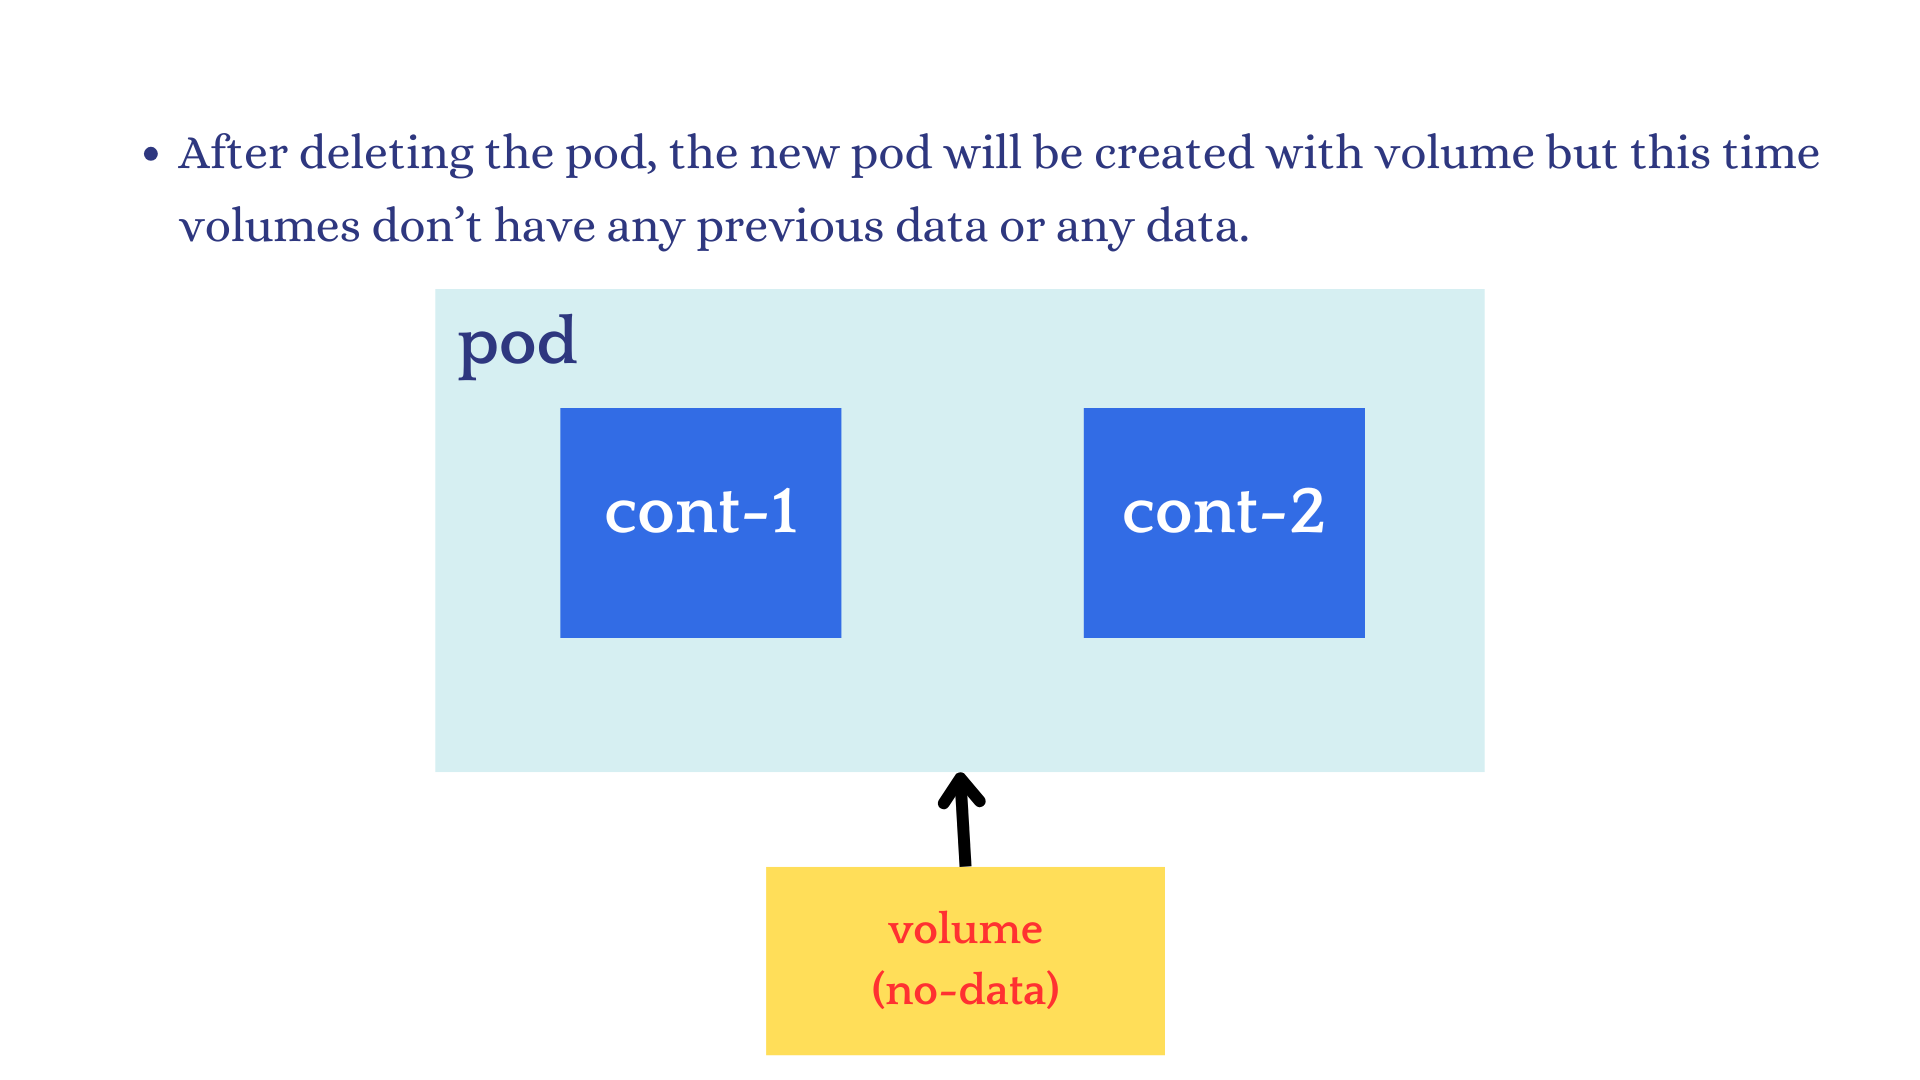 • After deleting the pod, the new pod will be created with volume but this time
volumes don’t have any previous data or any data.
pod
cont-1
cont-2
volume
(no-data)